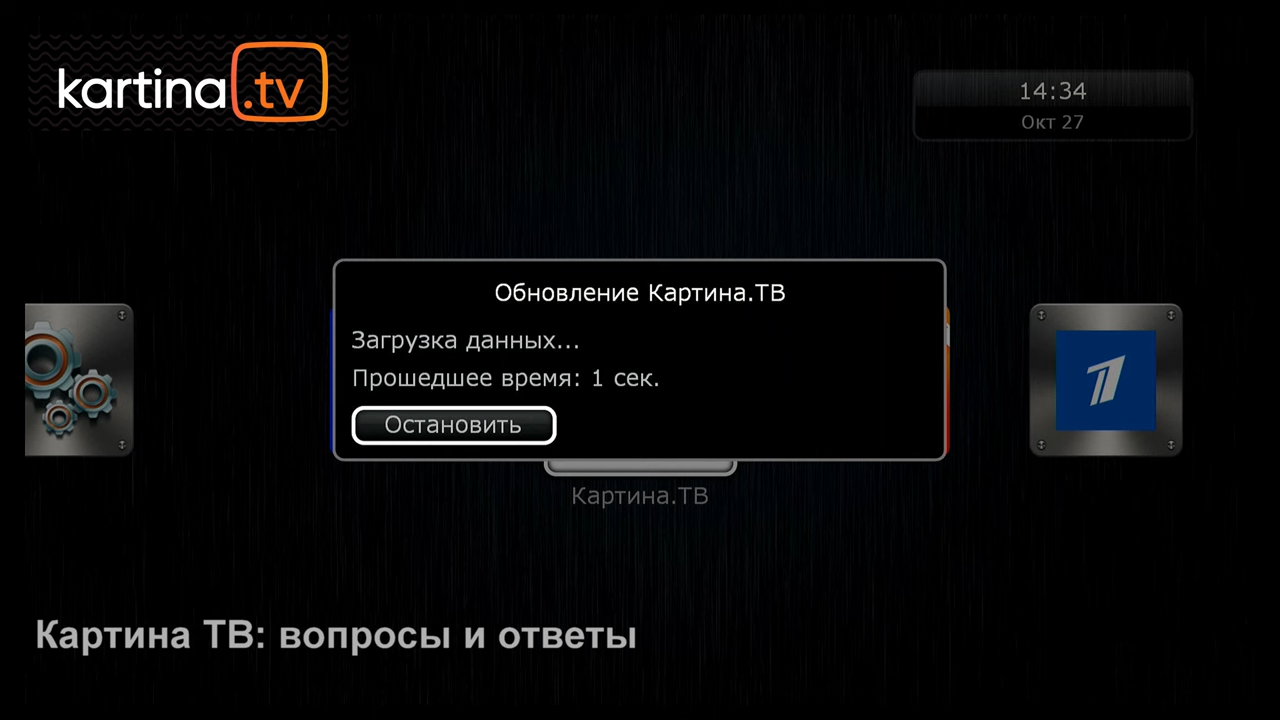 kartina.tv
14:34
Окт 27
Обновление Картина.ТВ
Загрузка данных...
Прошедшее время: 1 сек.
Остановить
Картина.ТВ
Картина ТВ: вопросы и ответы